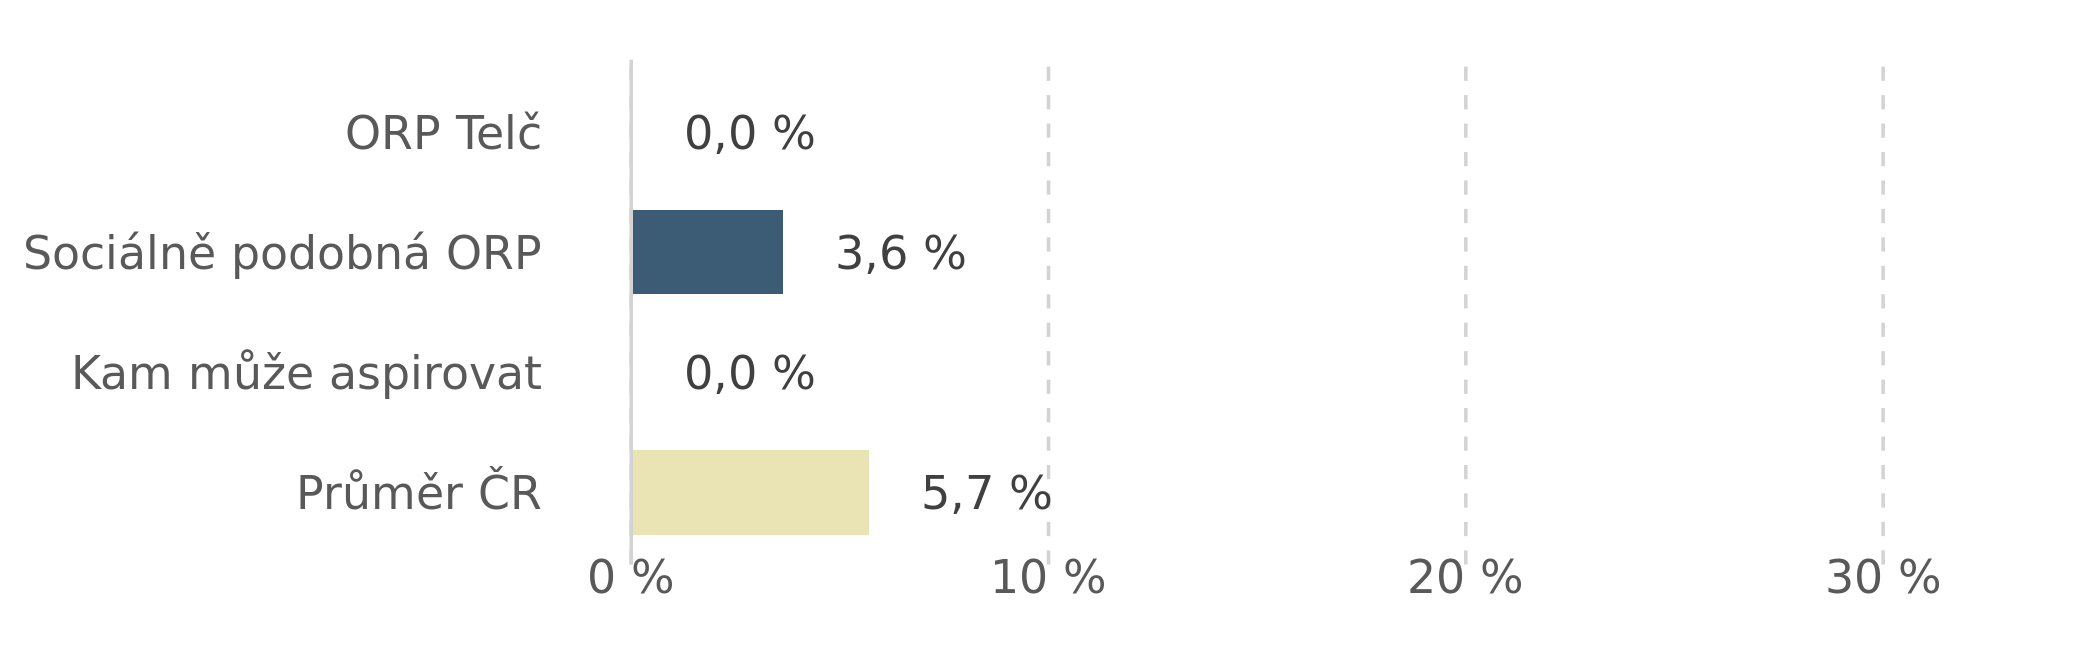 ORP Telč 0,0 %
Sociálně podobná ORP 3,6 %
Kam může aspirovat 0,0 %
Průměr ČR 5,7 %
0 % 10 % 20 % 30 %